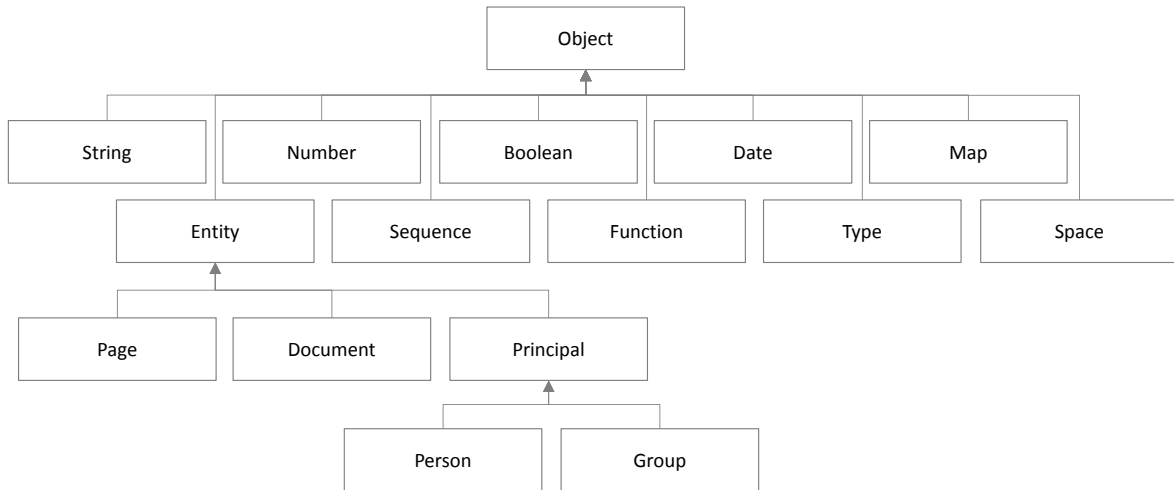 Object
String
Number
Boolean
Date
Map
Entity
Sequence
Function
Type
Space
Page
Document
Principal
Person
Group